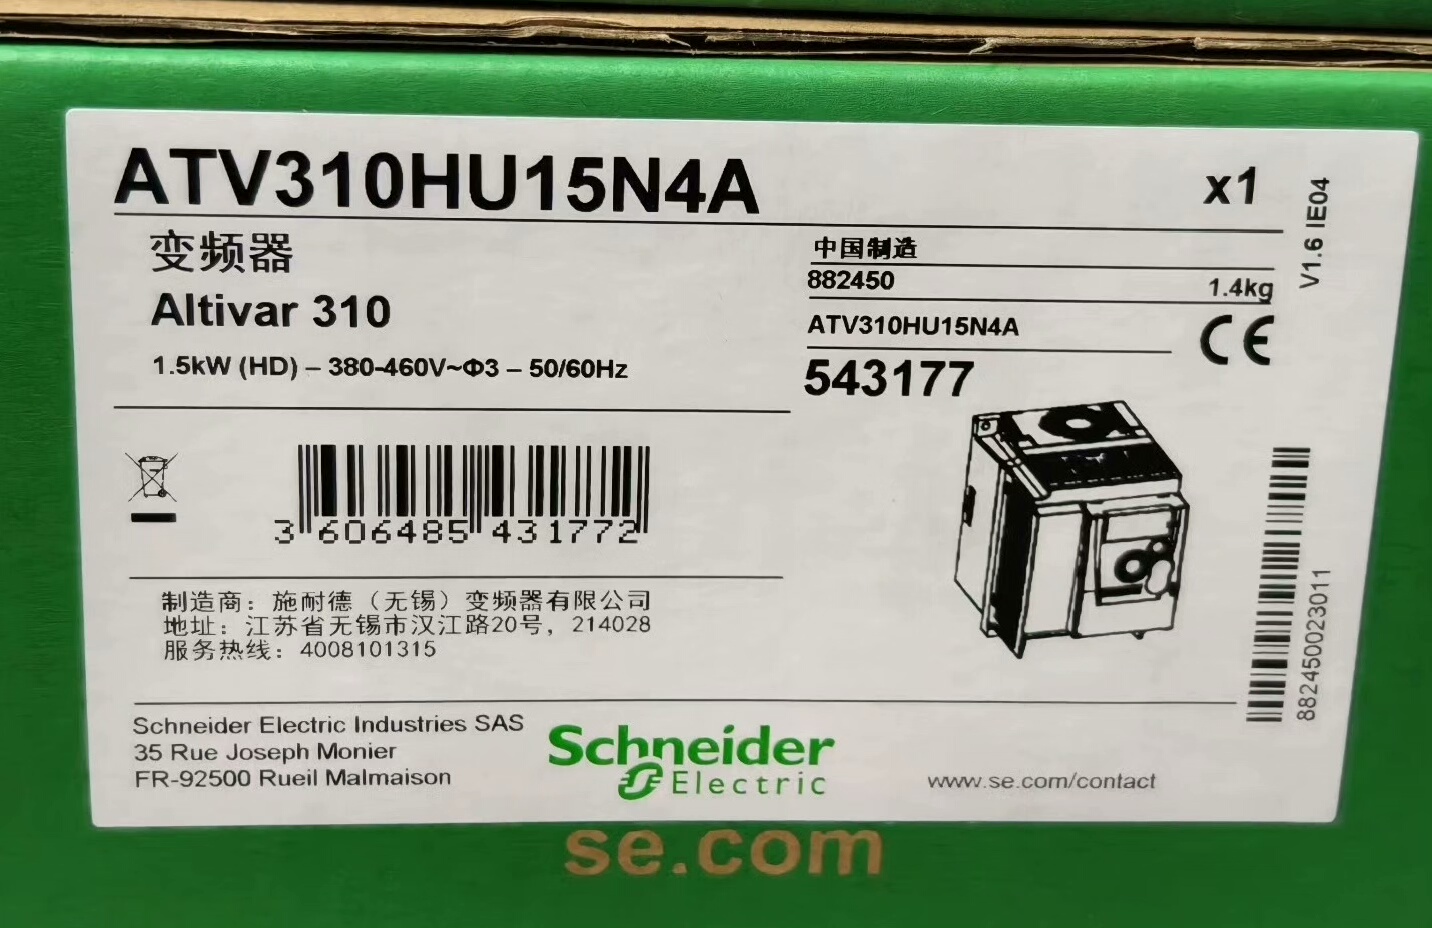 ATV310HU15N4A
x1
变频器
Altivar 310
1.5kW (HD) – 380-460V~Φ3 – 50/60Hz
中国制造
882450
1.4kg
ATV310HU15N4A
CE
543177
V1.6 IE04
3 606485 431772
制造商：施耐德（无锡）变频器有限公司
地址：江苏省无锡市汉江路20号，214028
服务热线：4008101315
882450023011
Schneider Electric Industries SAS
35 Rue Joseph Monier
FR-92500 Rueil Malmaison
Schneider
Electric
www.se.com/contact
se.com